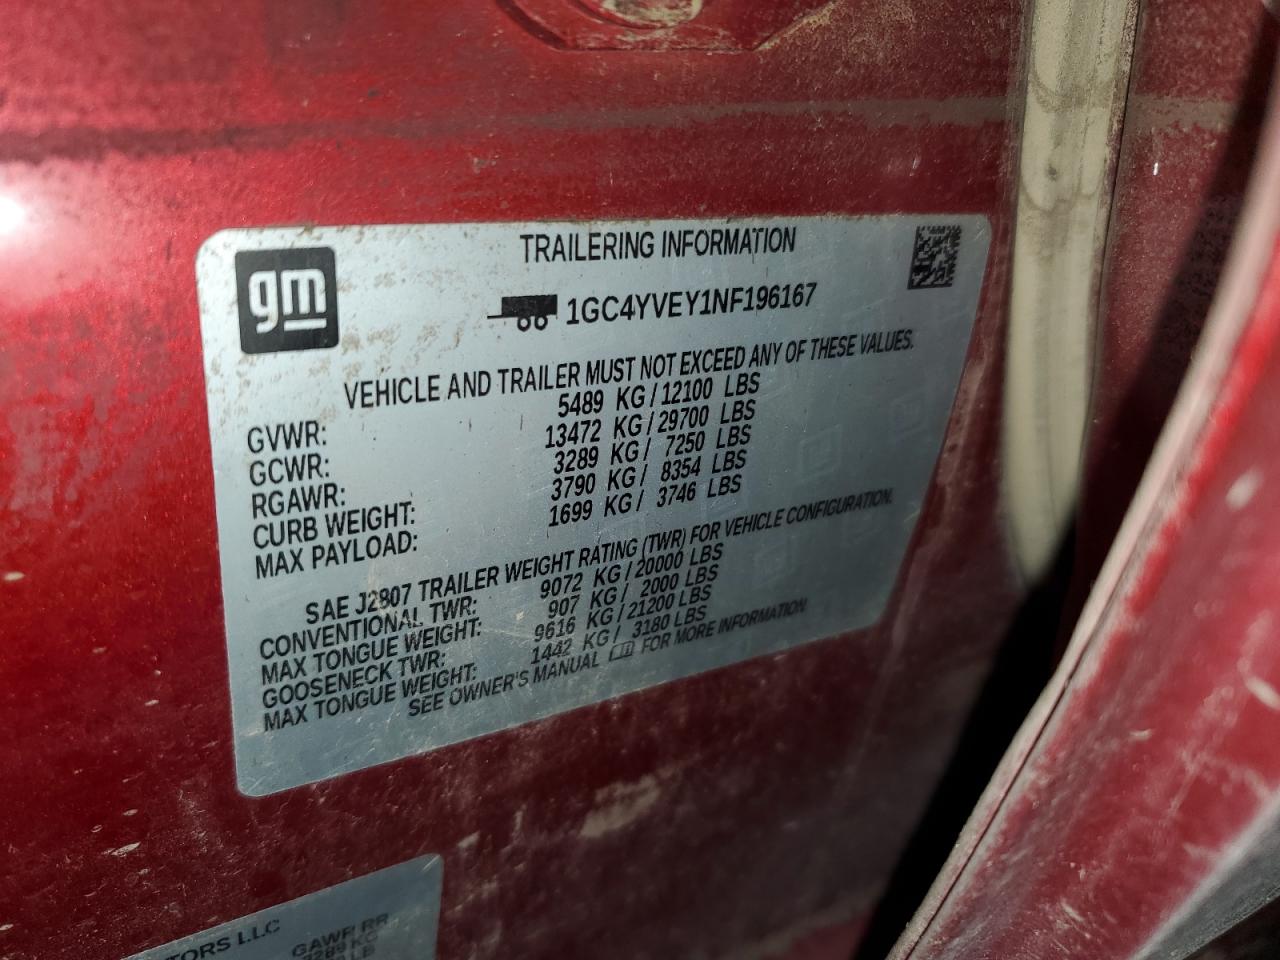 gm
TRAILERING INFORMATION
1GC4YVEY1NF196167
VEHICLE AND TRAILER MUST NOT EXCEED ANY OF THESE VALUES.
GVWR: 5489 KG/12100 LBS
GCWR: 13472 KG/29700 LBS
RGAWR: 3289 KG/ 7250 LBS
CURB WEIGHT: 3790 KG/ 8354 LBS
MAX PAYLOAD: 1699 KG/ 3746 LBS
SAE J2807 TRAILER WEIGHT RATING (TWR) FOR VEHICLE CONFIGURATION.
CONVENTIONAL TWR: 9072 KG/20000 LBS
MAX TONGUE WEIGHT: 907 KG/ 2000 LBS
GOOSENECK TWR: 9616 KG/21200 LBS
MAX TONGUE WEIGHT: 1442 KG/ 3180 LBS
SEE OWNER'S MANUAL FOR MORE INFORMATION
TORS LLC
GAWR RR